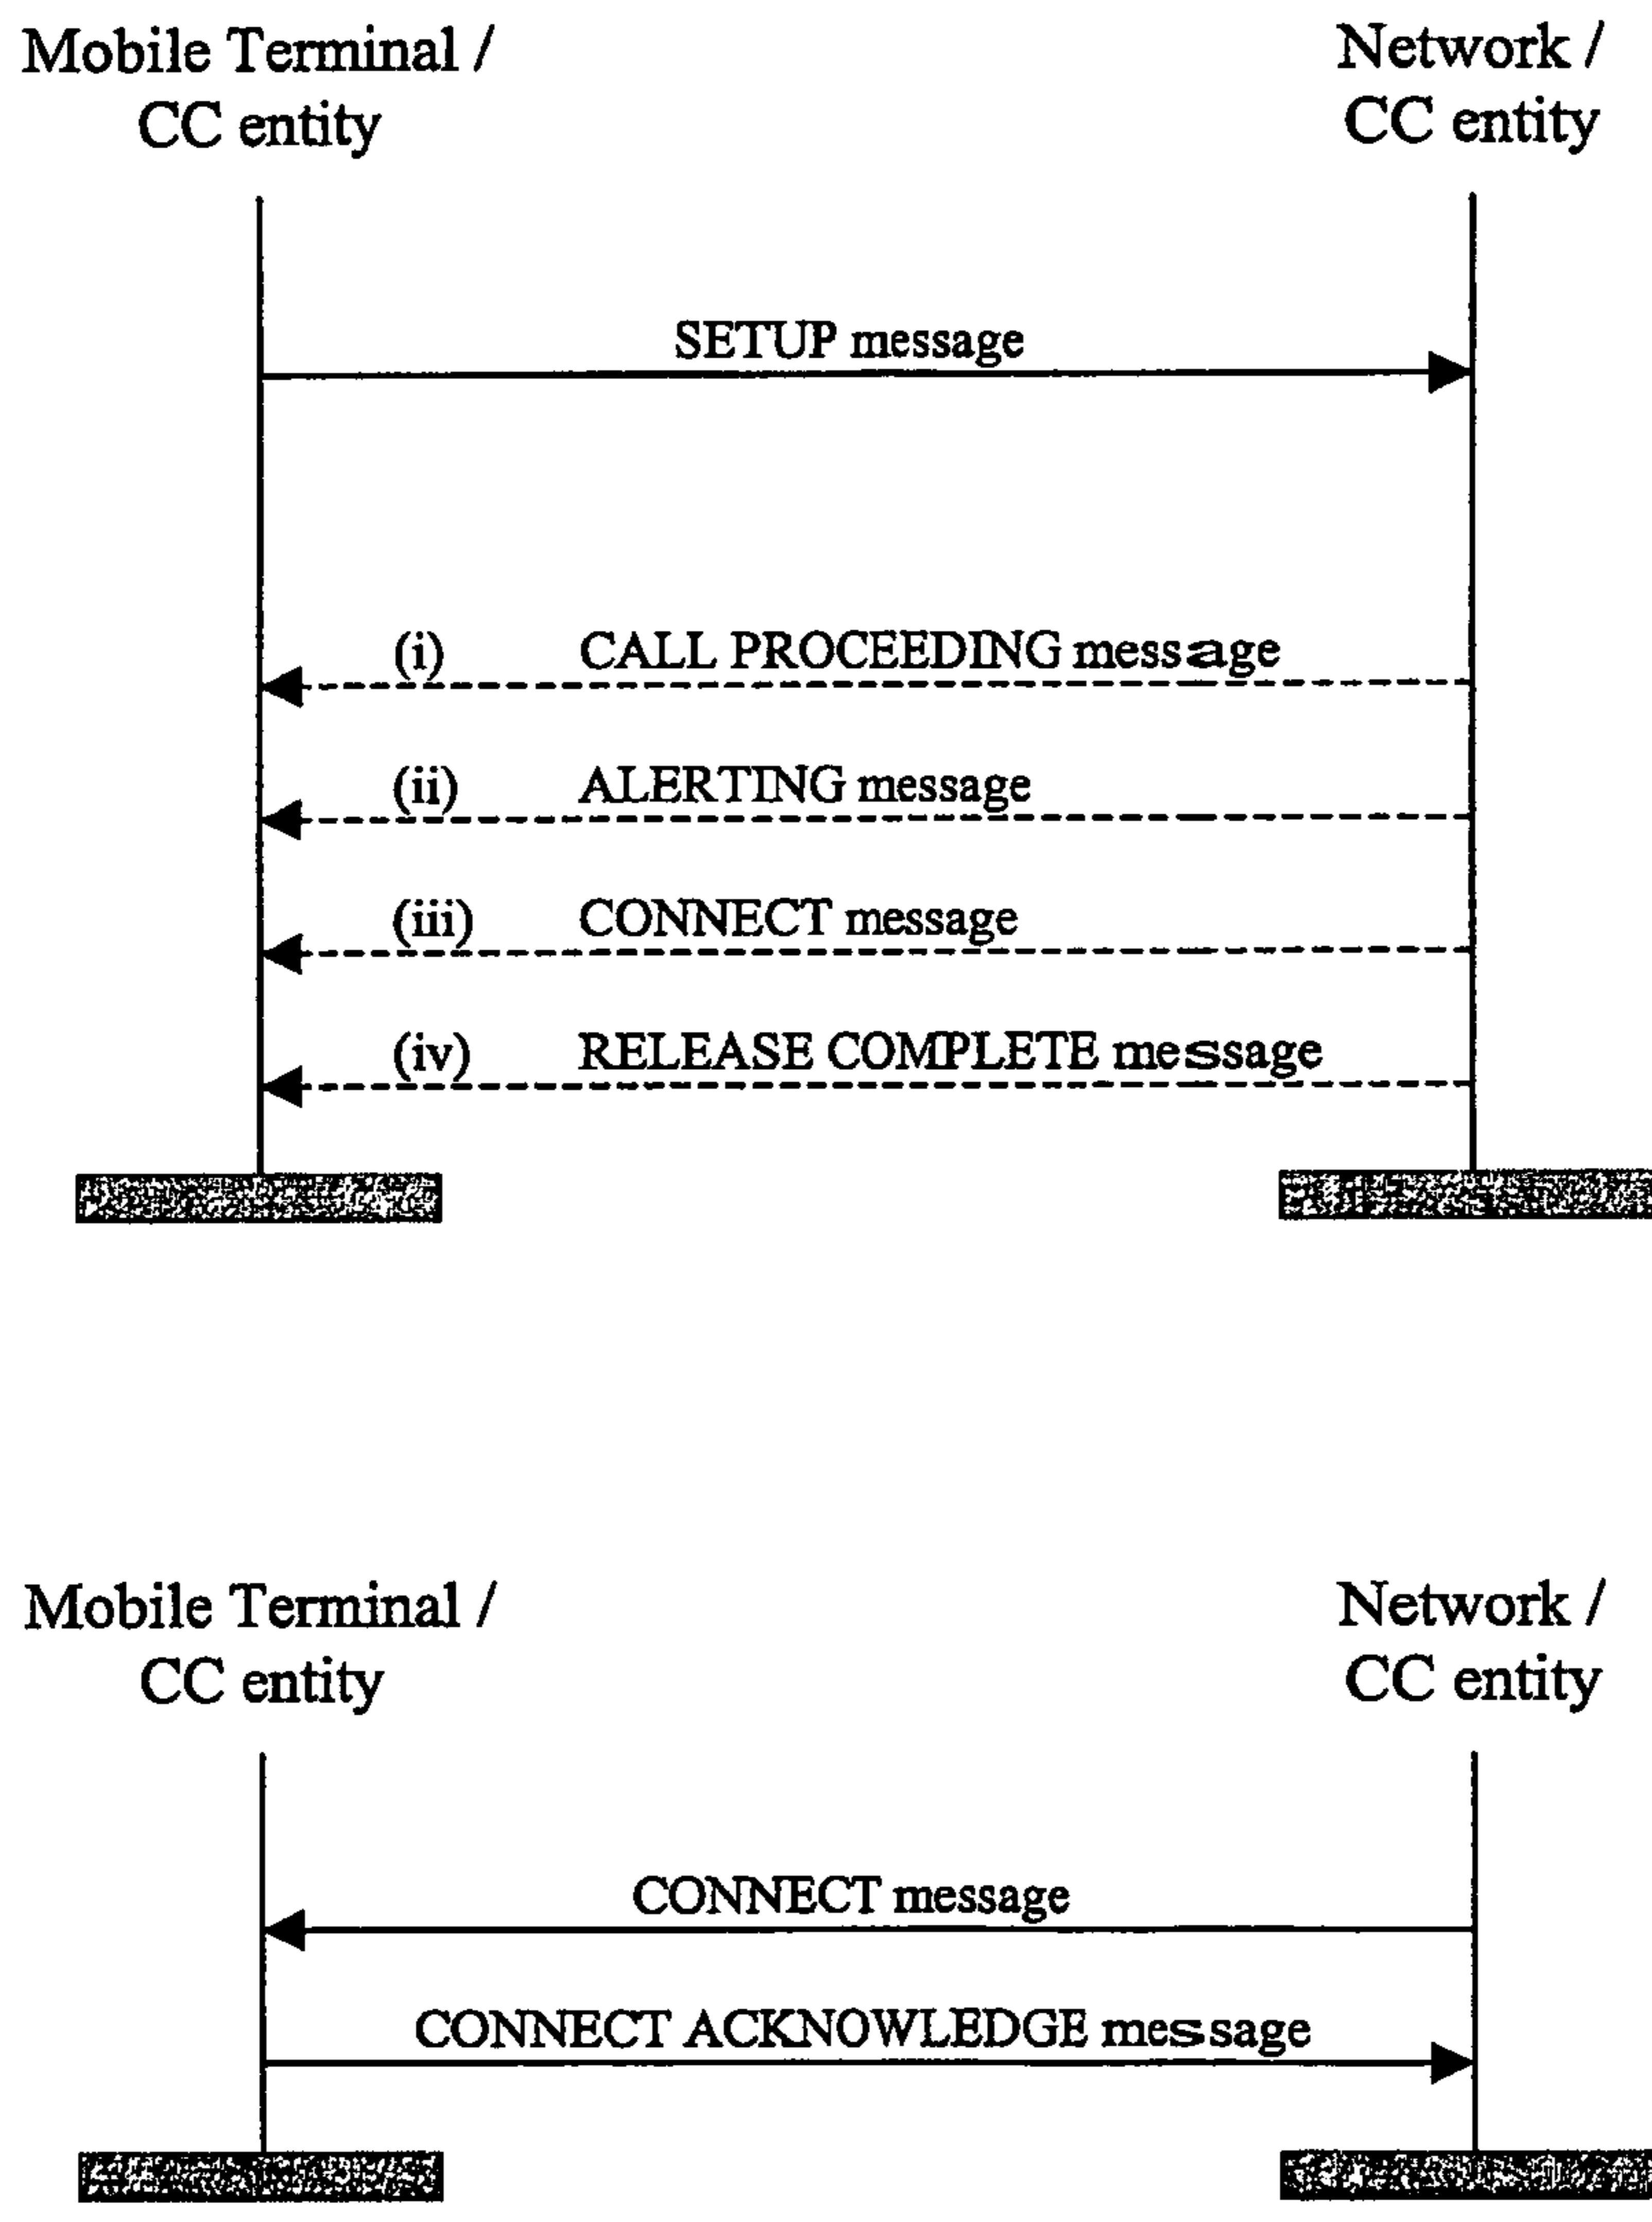 Mobile Terminal /
CC entity
Network /
CC entity
SETUP message
(i) CALL PROCEEDING message
(ii) ALERTING message
(iii) CONNECT message
(iv) RELEASE COMPLETE message
Mobile Terminal /
CC entity
Network /
CC entity
CONNECT message
CONNECT ACKNOWLEDGE message